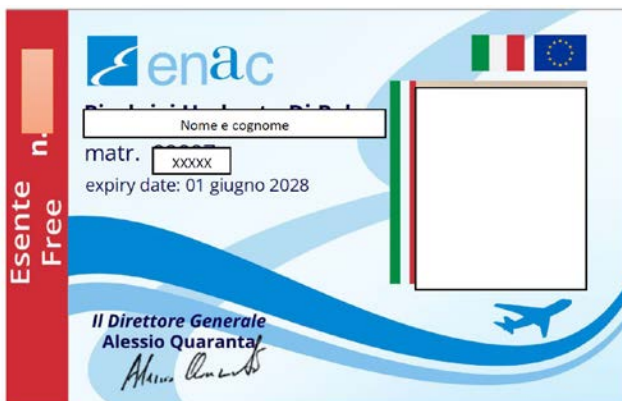 Esente n.
Free
enac
Nome e cognome
matr. xxxxx
expiry date: 01 giugno 2028
Il Direttore Generale
Alessio Quaranta